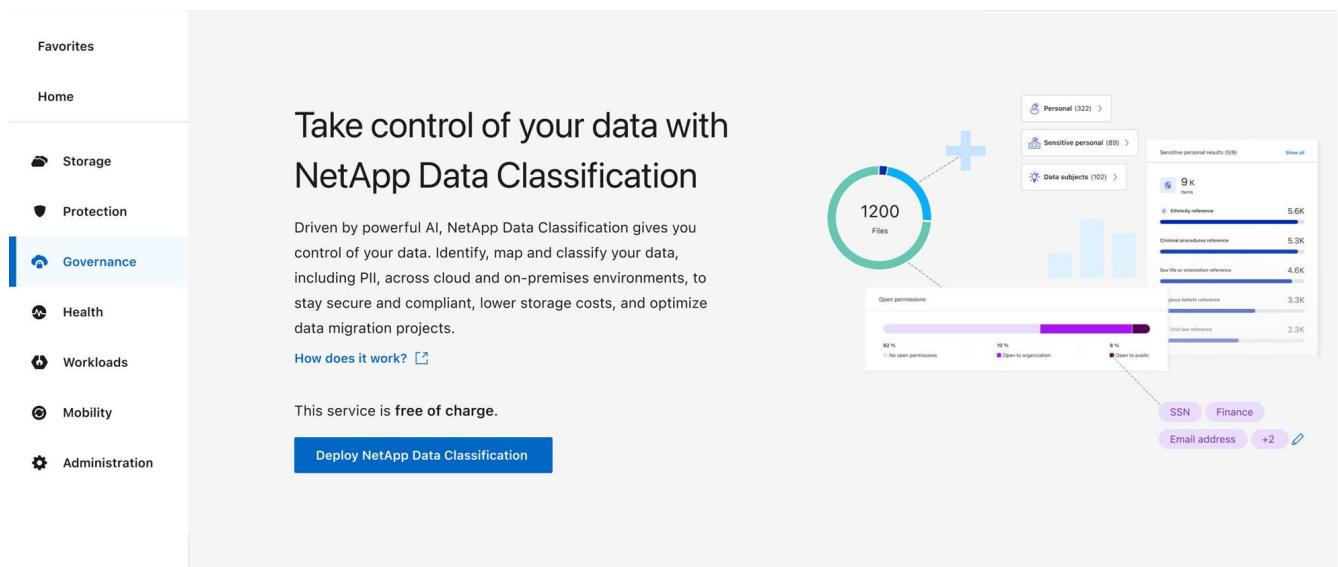 Favorites
Home
Storage
Protection
Governance
Health
Workloads
Mobility
Administration
Take control of your data with
NetApp Data Classification
Driven by powerful AI, NetApp Data Classification gives you
control of your data. Identify, map and classify your data,
including PII, across cloud and on-premises environments, to
stay secure and compliant, lower storage costs, and optimize
data migration projects.
How does it work?
This service is free of charge.
Deploy NetApp Data Classification
1200
Files
Personal (322)
Sensitive personal (89)
Data subjects (102)
Sensitive personal results (5/9) Show all
9 K
Items
Ethnicity reference 5.6K
Criminal procedures reference 5.3K
Sex life or orientation reference 4.6K
beliefs reference 3.3K
Civil law reference 2.3K
Open permissions
82 % 10 % 8 %
No open permissions Open to organization Open to public
SSN Finance
Email address +2